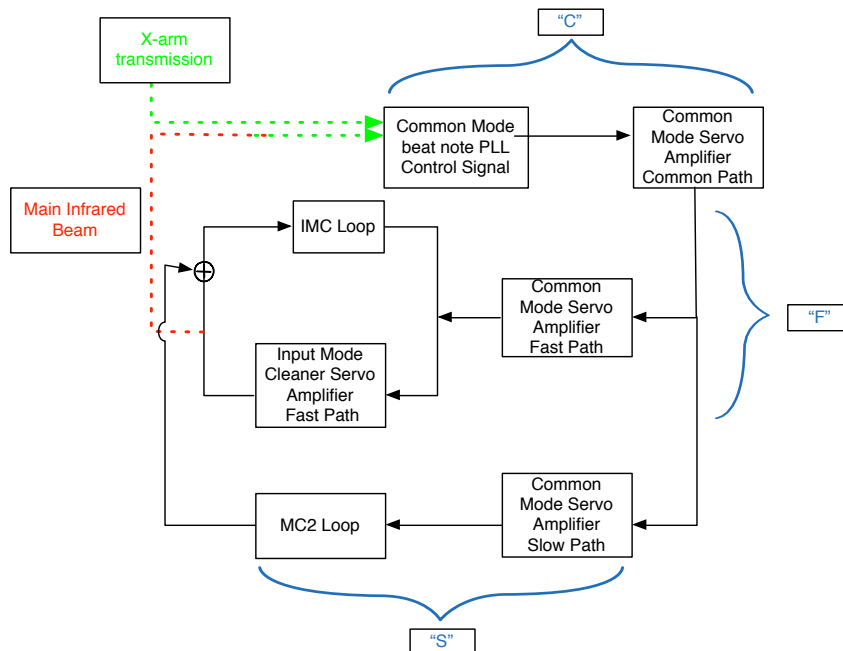 “C”
X-arm
transmission
Common Mode
beat note PLL
Control Signal
Common
Mode Servo
Amplifier
Common Path
Main Infrared
Beam
IMC Loop
Common
Mode Servo
Amplifier
Fast Path
“F”
Input Mode
Cleaner Servo
Amplifier
Fast Path
MC2 Loop
Common
Mode Servo
Amplifier
Slow Path
“S”